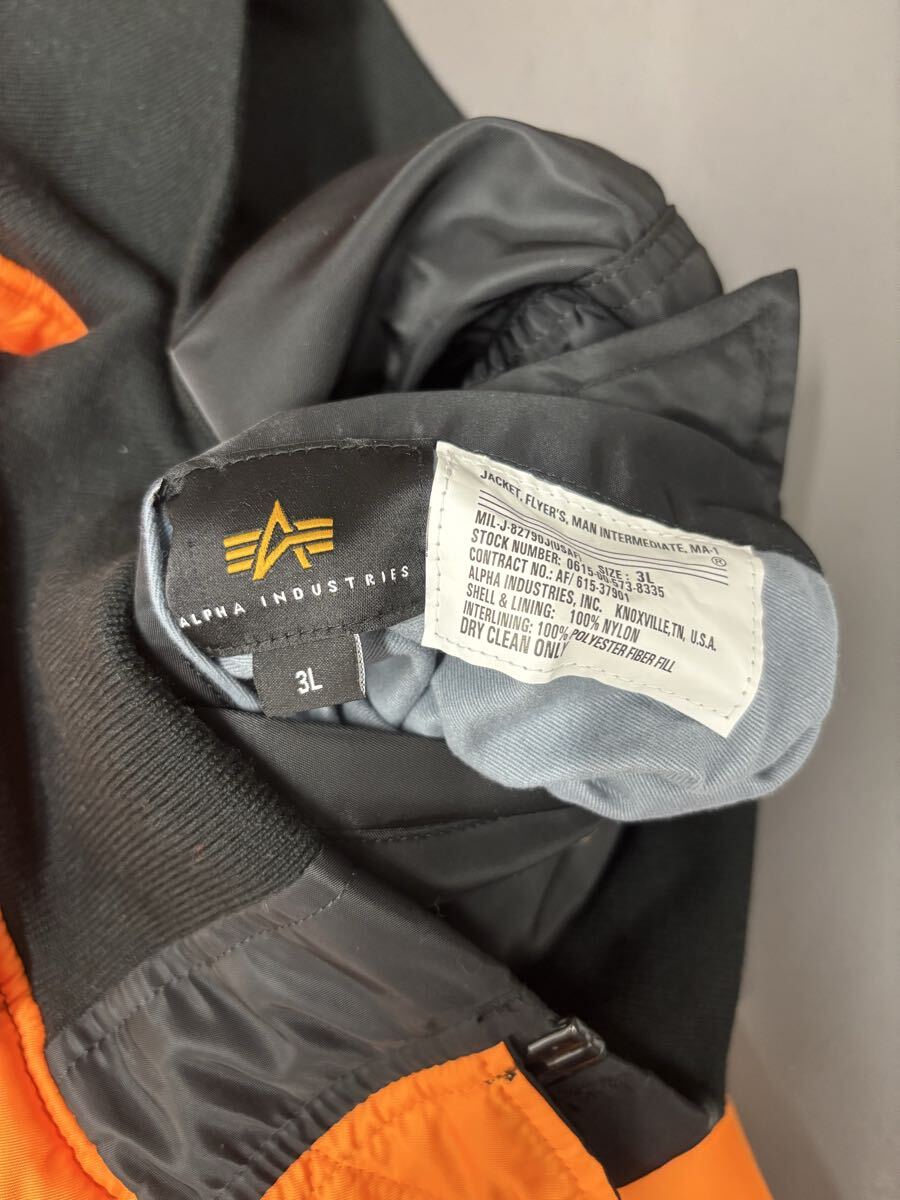 ALPHA INDUSTRIES
3L
JACKET, FLYER'S, MAN INTERMEDIATE, MA-1
®
MIL-J-8279DJ(USAF) SIZE: 3L
STOCK NUMBER: 0615-00-573-8335
CONTRACT NO.: AF/ 615-37901
ALPHA INDUSTRIES, INC. KNOXVILLE,TN, U.S.A.
SHELL & LINING: 100% NYLON
INTERLINING: 100% POLYESTER FIBER FILL
DRY CLEAN ONLY